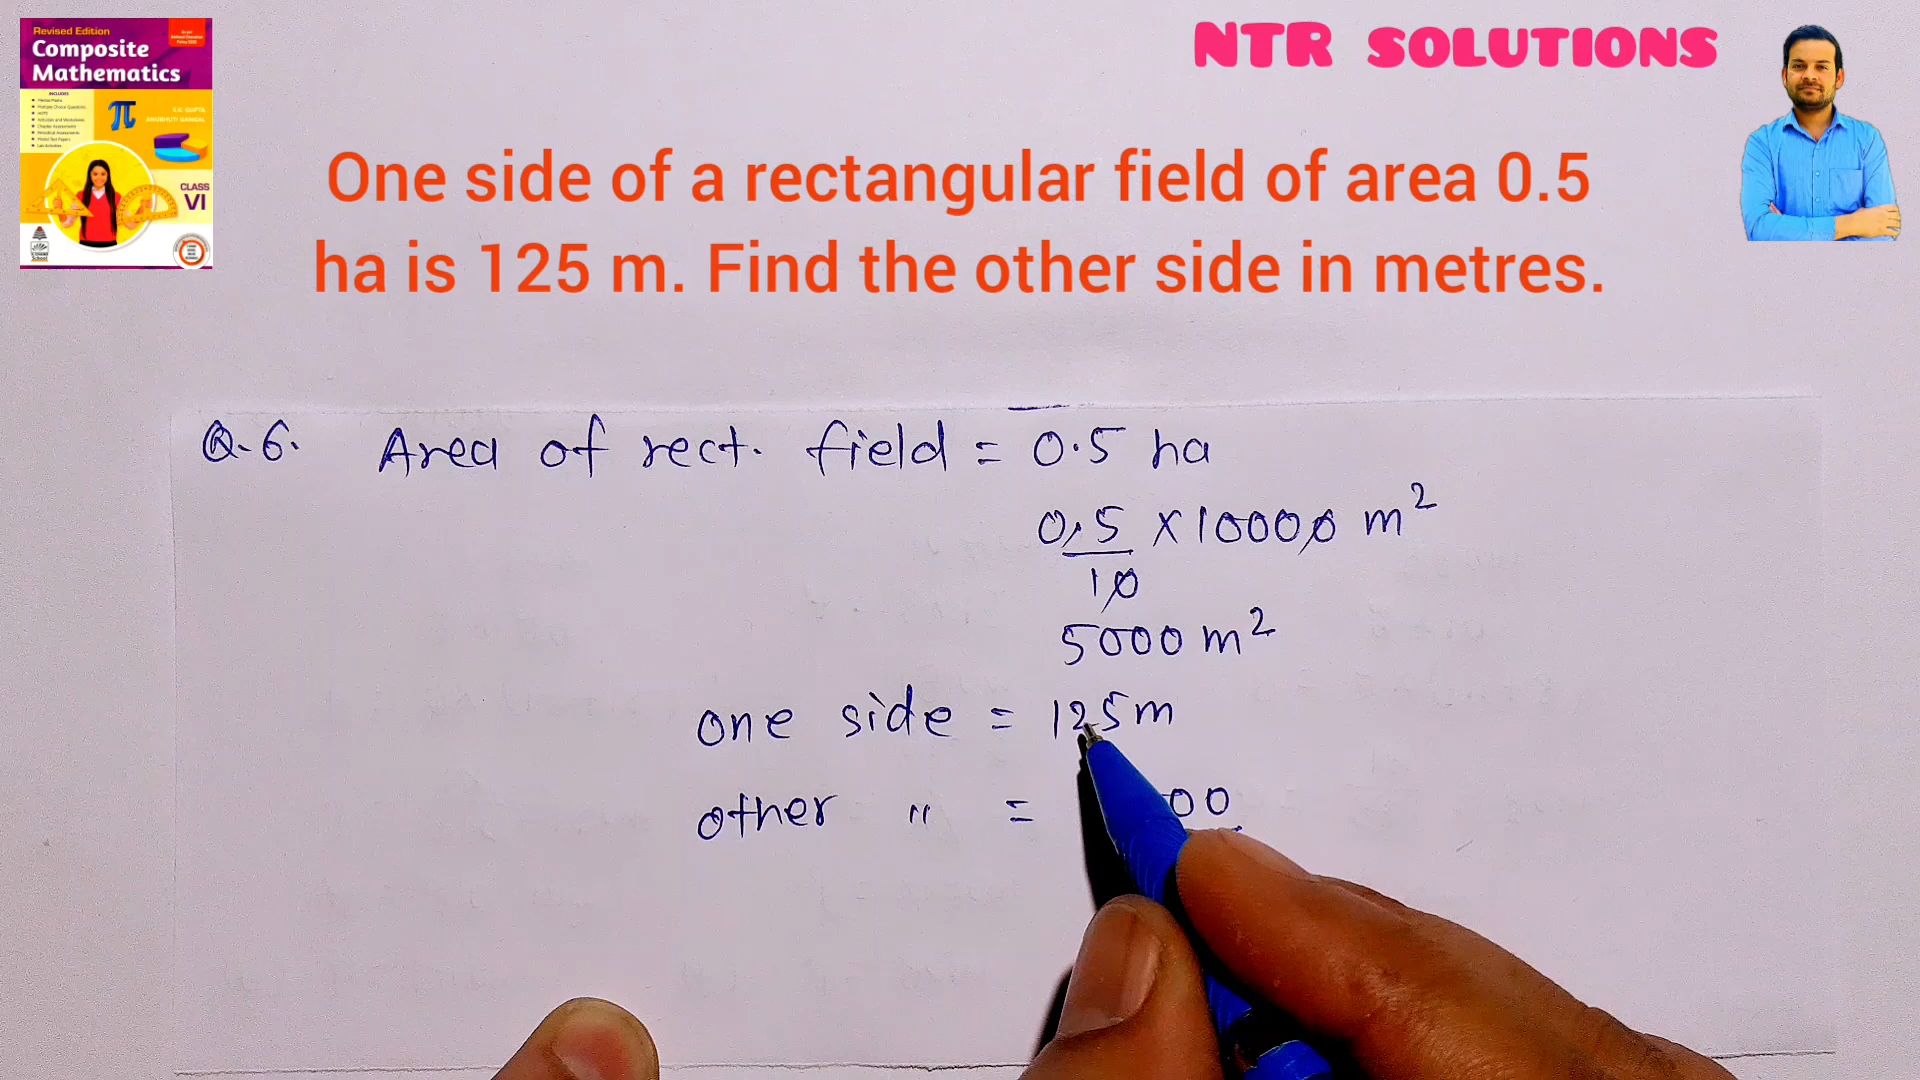 Revised Edition
Composite
Mathematics
INCLUDES
π
CLASS
VI
NTR SOLUTIONS
One side of a rectangular field of area 0.5
ha is 125 m. Find the other side in metres.
Q.6. Area of rect. field = 0.5 ha
0.5 × 10000 m²
10
5000 m²
one side = 125m
other " = 00